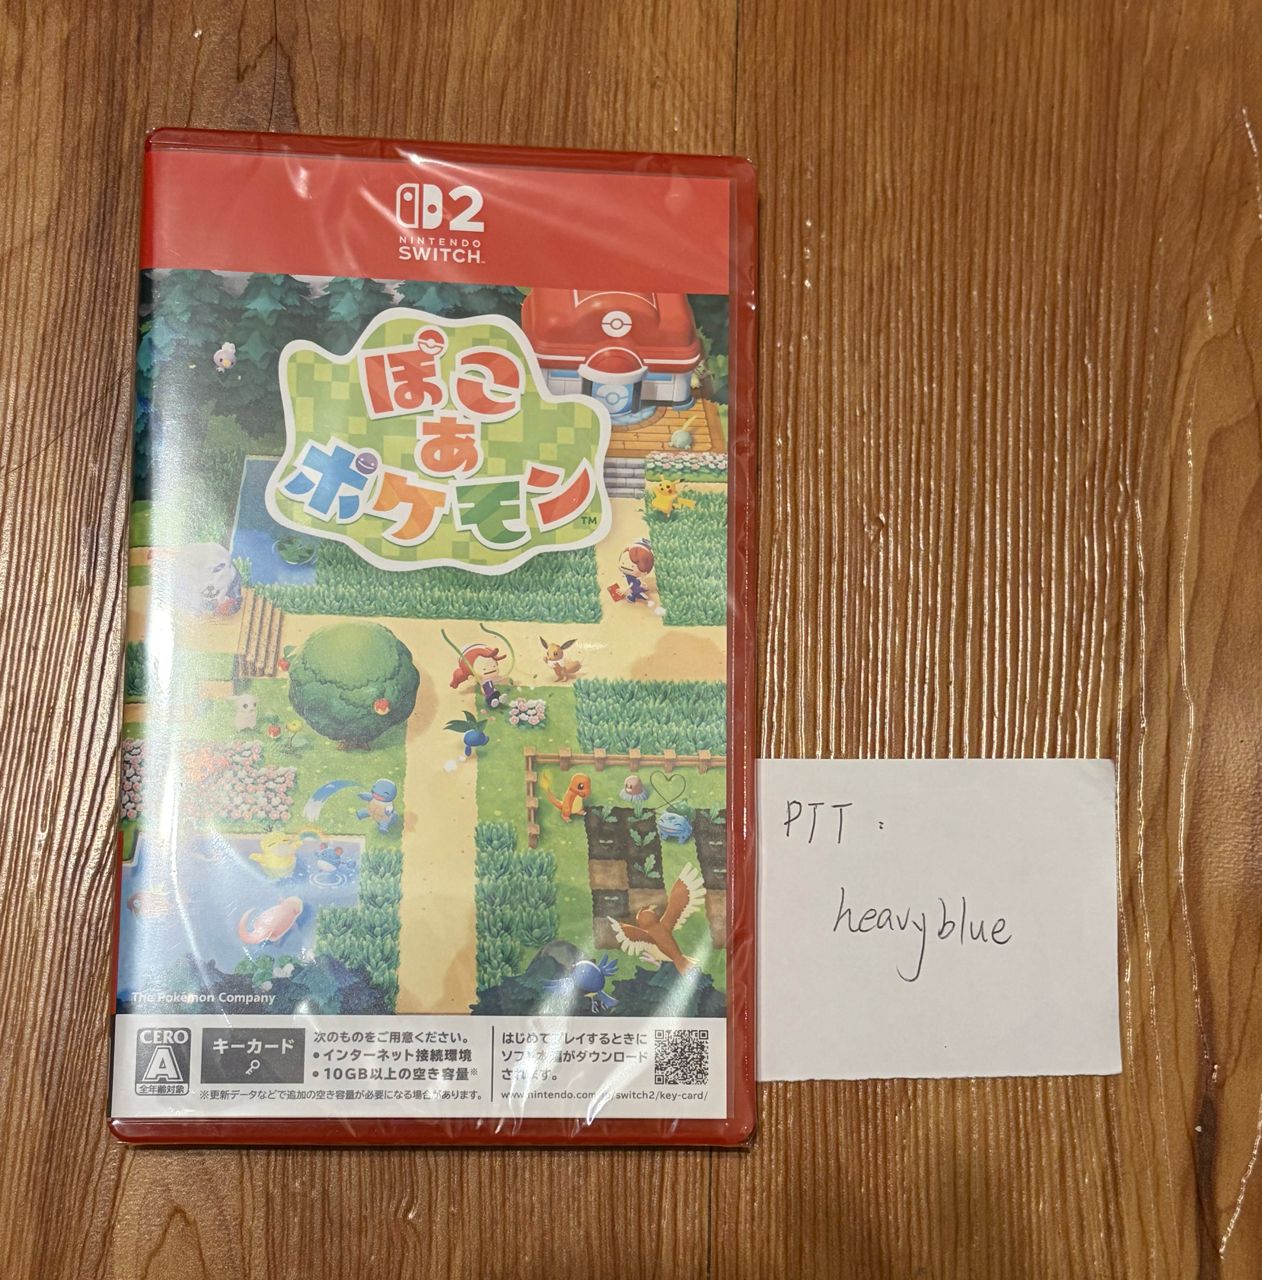 2
NINTENDO
SWITCH™
ぽこ
あ
ポケモン™
The Pokémon Company
CERO
A
全年齢対象
キーカード
次のものをご用意ください。
•インターネット接続環境
•10GB以上の空き容量※
※更新データなどで追加の空き容量が必要になる場合があります。
はじめてプレイするときに
ソフト本編がダウンロード
されます。
www.nintendo.com/jp/switch2/key-card/
PTT:
heavyblue